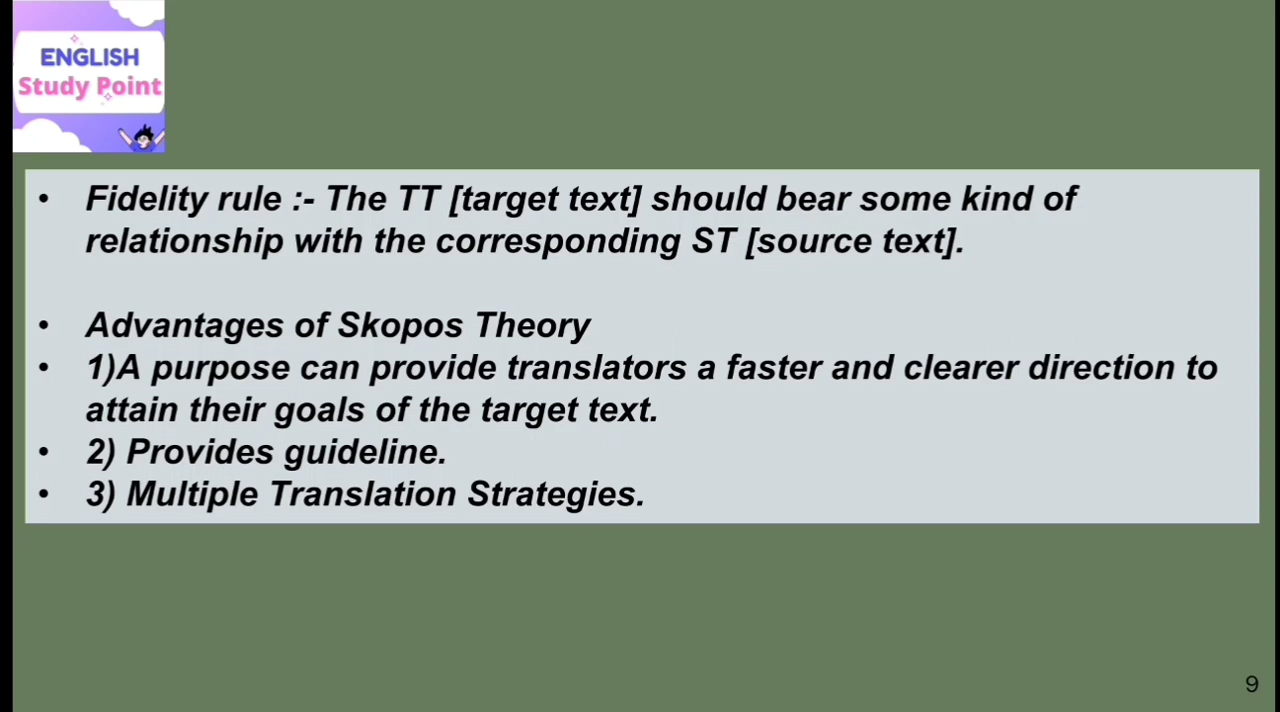 ENGLISH
Study Point
• Fidelity rule :- The TT [target text] should bear some kind of
relationship with the corresponding ST [source text].
• Advantages of Skopos Theory
• 1)A purpose can provide translators a faster and clearer direction to
attain their goals of the target text.
• 2) Provides guideline.
• 3) Multiple Translation Strategies.
9